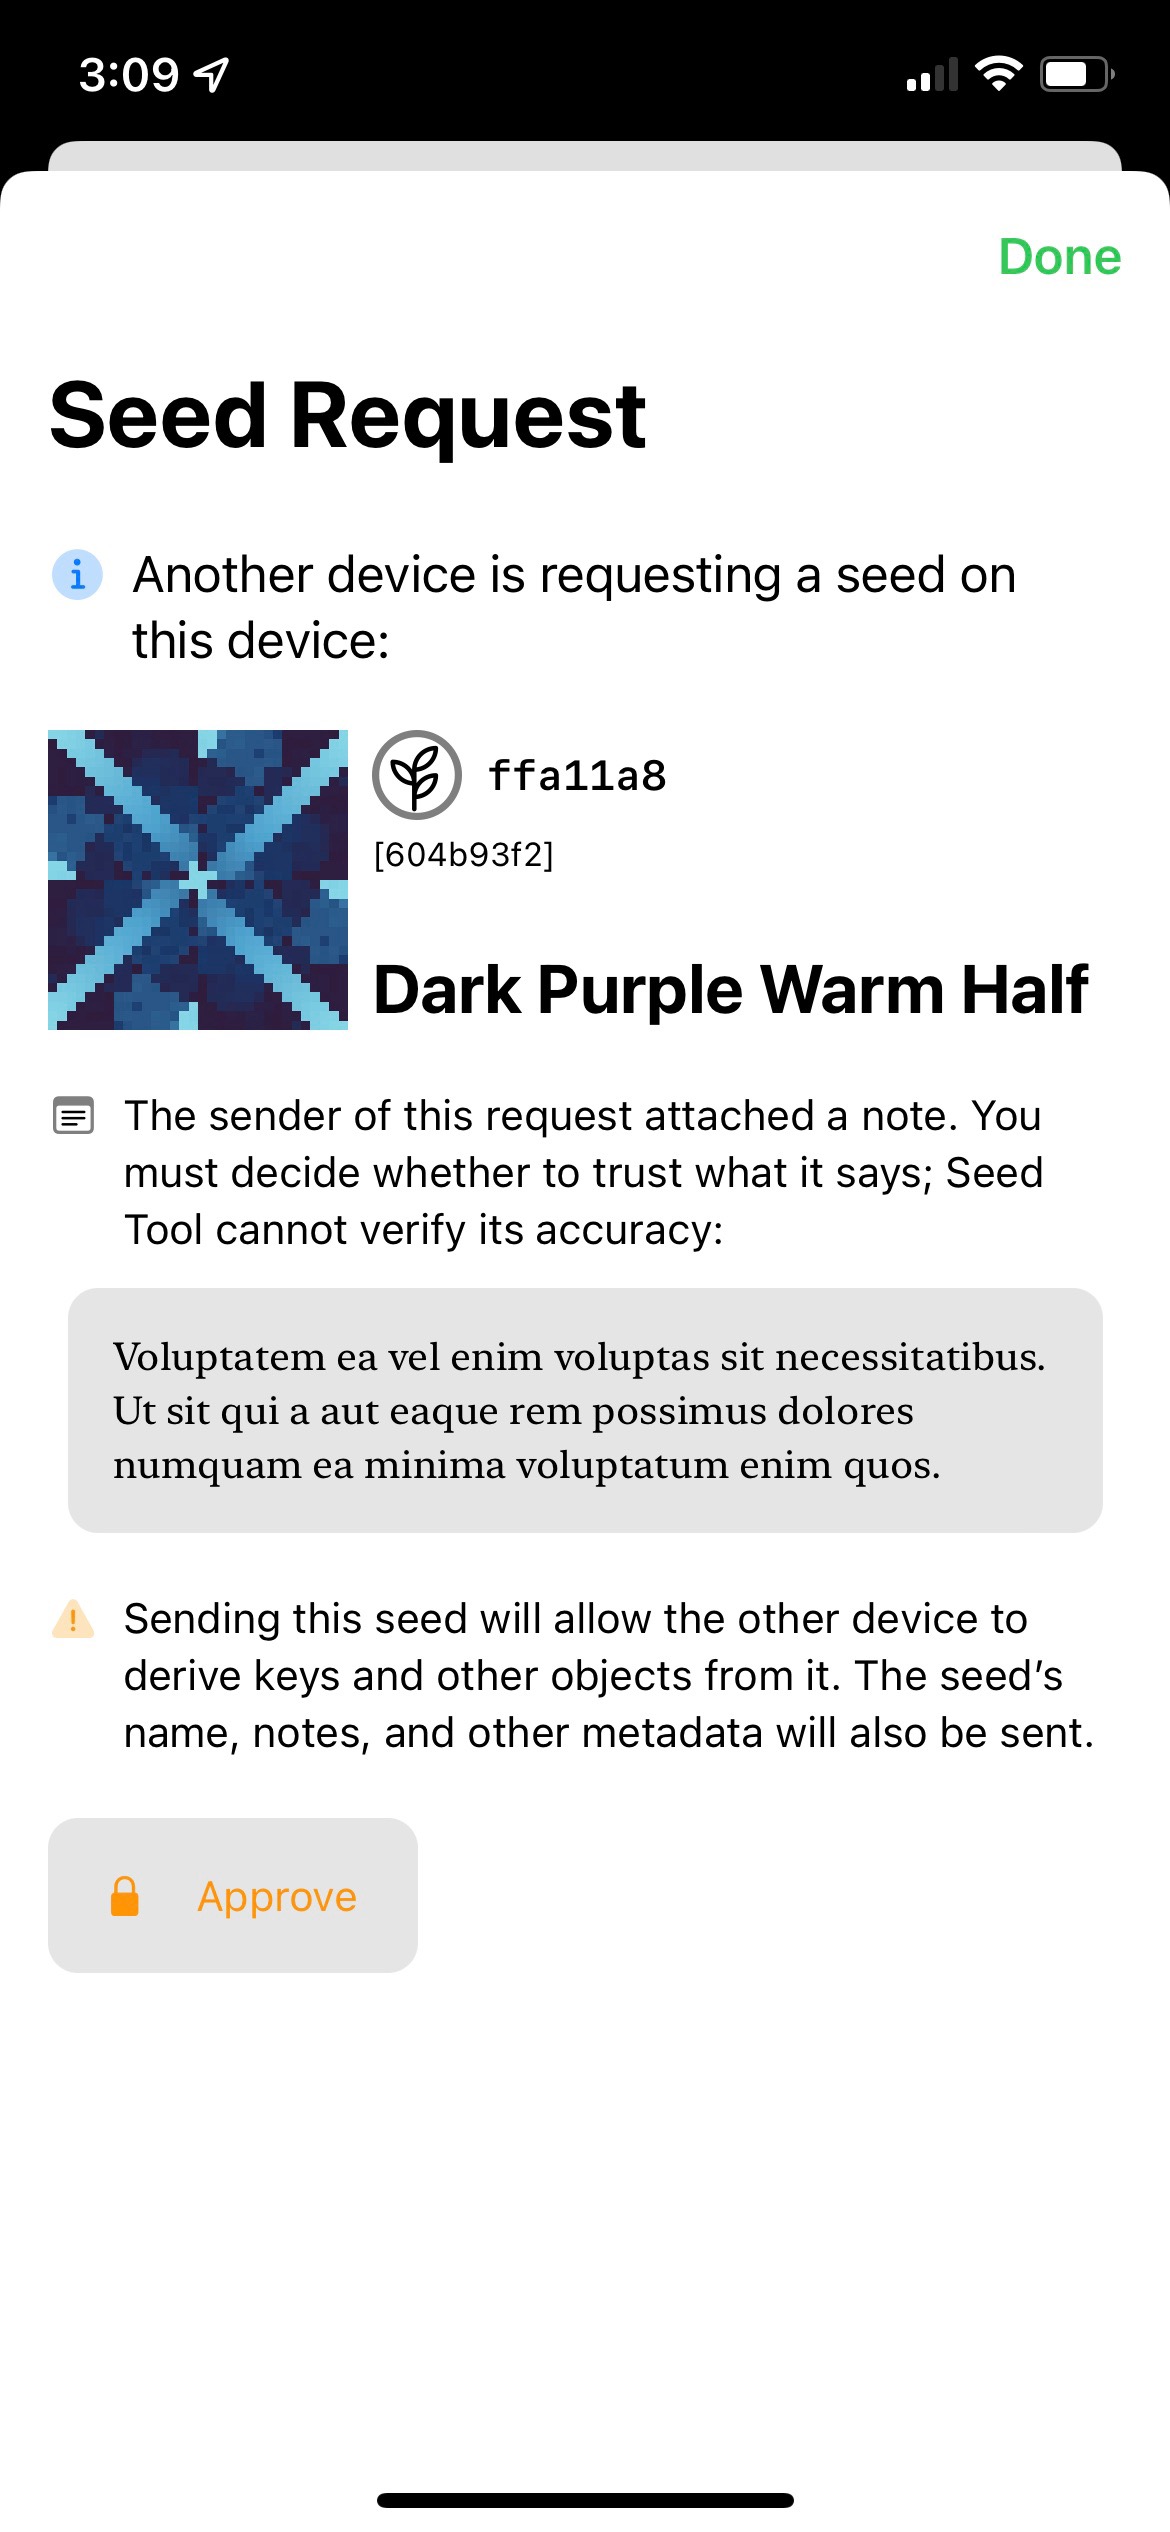 3:09
Done
Seed Request
Another device is requesting a seed on
this device:
ffa11a8
[604b93f2]
Dark Purple Warm Half
The sender of this request attached a note. You
must decide whether to trust what it says; Seed
Tool cannot verify its accuracy:
Voluptatem ea vel enim voluptas sit necessitatibus.
Ut sit qui a aut eaque rem possimus dolores
numquam ea minima voluptatum enim quos.
Sending this seed will allow the other device to
derive keys and other objects from it. The seed’s
name, notes, and other metadata will also be sent.
Approve